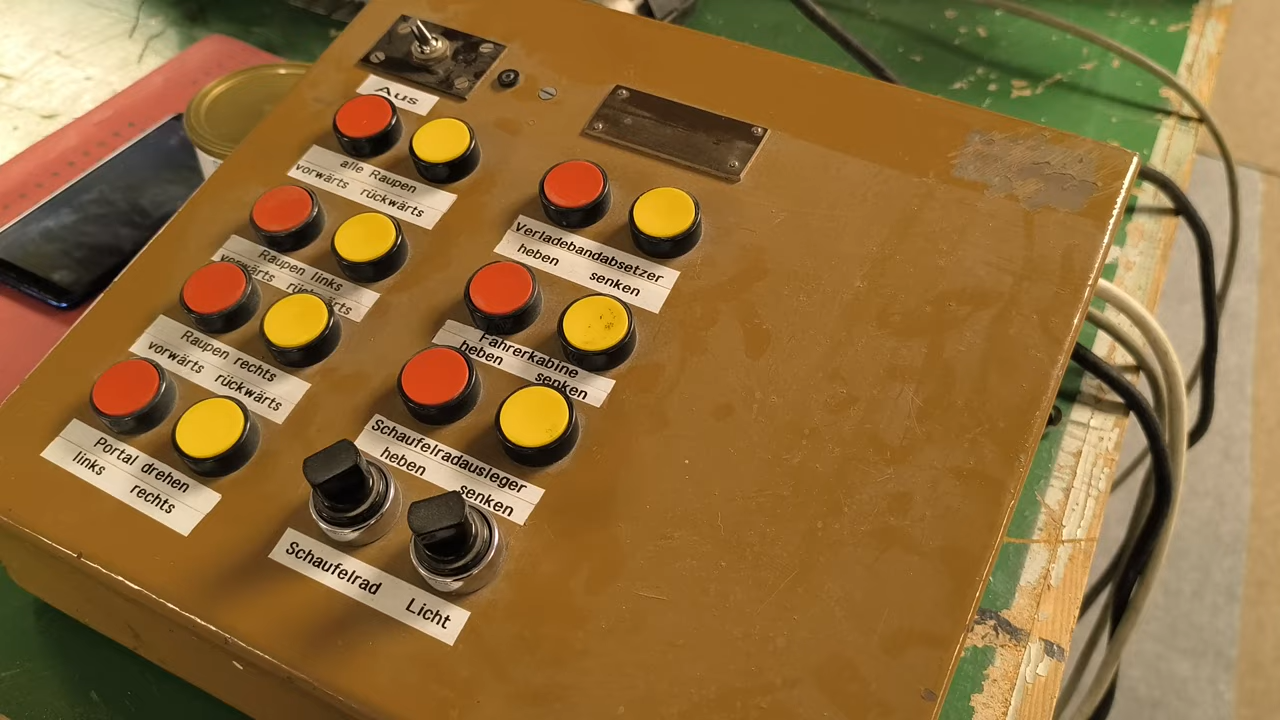 Aus
alle Raupen
vorwärts rückwärts
Raupen links
vorwärts rückwärts
Raupen rechts
vorwärts rückwärts
Portal drehen
links rechts
Verladebandabsetzer
heben senken
Fahrerkabine
heben senken
Schaufelradausleger
heben senken
Schaufelrad Licht